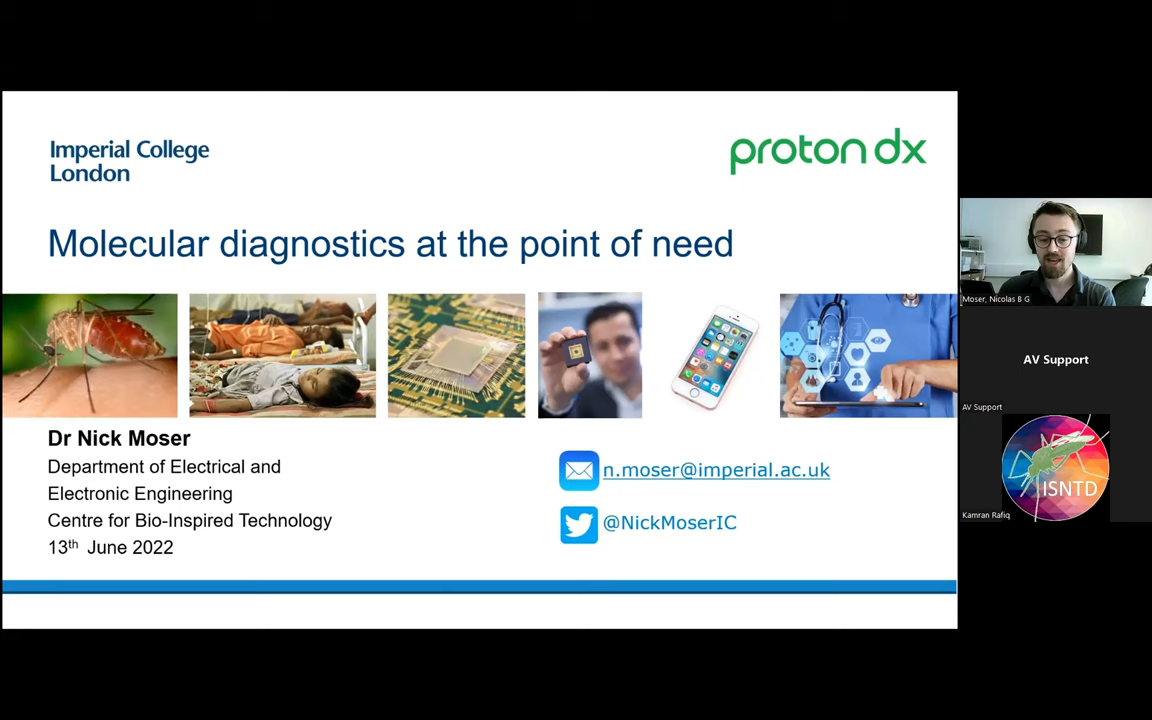 Imperial College
London
proton dx
Molecular diagnostics at the point of need
Dr Nick Moser
Department of Electrical and
Electronic Engineering
Centre for Bio-Inspired Technology
13th June 2022
n.moser@imperial.ac.uk
@NickMoserIC
Moser, Nicolas B G
AV Support
AV Support
ISNTD
Kamran Rafiq